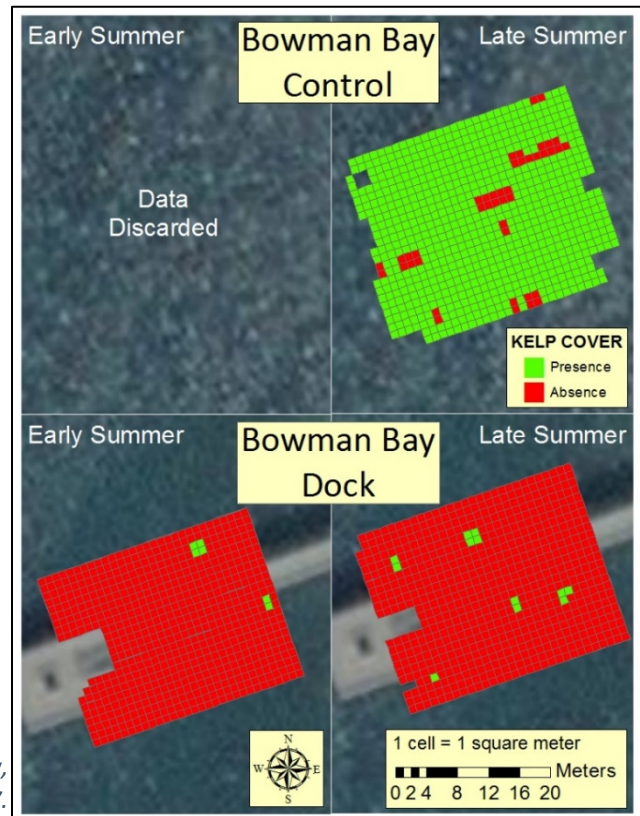 Early Summer
Bowman Bay
Control
Late Summer
Data
Discarded
KELP COVER
Presence
Absence
Early Summer
Bowman Bay
Dock
Late Summer
N
W E
S
1 cell = 1 square meter
Meters
0 2 4 8 12 16 20